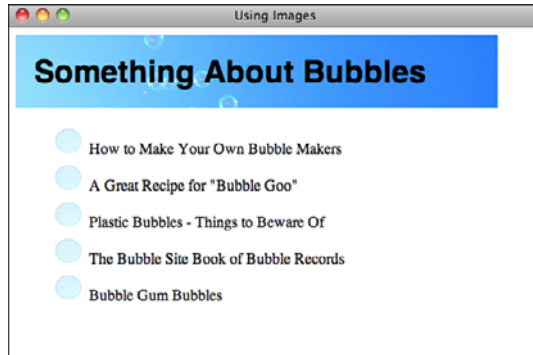 Using Images
Something About Bubbles
How to Make Your Own Bubble Makers
A Great Recipe for "Bubble Goo"
Plastic Bubbles - Things to Beware Of
The Bubble Site Book of Bubble Records
Bubble Gum Bubbles